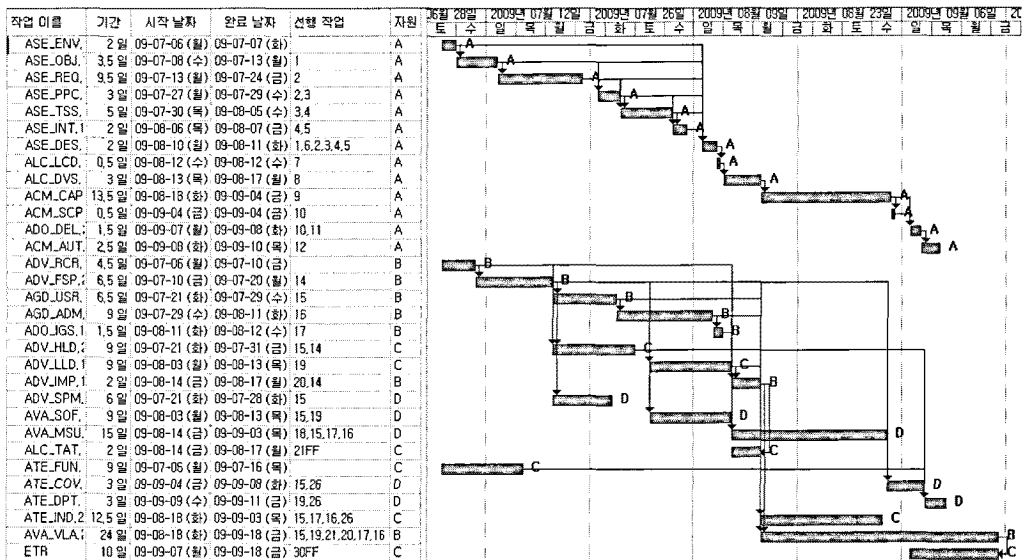 작업 이름 기간 시작 날짜 완료 날짜 선행 작업 자원
6월 28일 2009년 07월 12일 2009년 07월 26일 2009년 08월 09일 2009년 08월 23일 2009년 09월 06일 20
토 수 일 목 월 금 화 토 수 일 목 월 금 화 토 수 일 목 월 금
ASE_ENV, 2 일 09-07-06 (월) 09-07-07 (화) A
ASE_OBJ, 3,5 일 09-07-08 (수) 09-07-13 (월) 1 A
ASE_REQ, 9,5 일 09-07-13 (월) 09-07-24 (금) 2 A
ASE_PPC, 3 일 09-07-27 (월) 09-07-29 (수) 2,3 A
ASE_TSS, 5 일 09-07-30 (목) 09-08-05 (수) 3,4 A
ASE_INT,1 2 일 09-08-06 (목) 09-08-07 (금) 4,5 A
ASE_DES, 2 일 09-08-10 (월) 09-08-11 (화) 1,6,2,3,4,5 A
ALC_LCD, 0,5 일 09-08-12 (수) 09-08-12 (수) 7 A
ALC_DVS, 3 일 09-08-13 (목) 09-08-17 (월) 8 A
ACM_CAP 13,5 일 09-08-18 (화) 09-09-04 (금) 9 A
ACM_SCP 0,5 일 09-09-04 (금) 09-09-04 (금) 10 A
ADO_DEL, 1,5 일 09-09-07 (월) 09-09-08 (화) 10,11 A
ACM_AUT, 2,5 일 09-09-08 (화) 09-09-10 (목) 12 A
ADV_RCR, 4,5 일 09-07-06 (월) 09-07-10 (금) B
ADV_FSP, 6,5 일 09-07-10 (금) 09-07-20 (월) 14 B
AGD_USR, 6,5 일 09-07-21 (화) 09-07-29 (수) 15 B
AGD_ADM, 9 일 09-07-29 (수) 09-08-11 (화) 16 B
ADO_IGS,1 1,5 일 09-08-11 (화) 09-08-12 (수) 17 B
ADV_HLD,2 9 일 09-07-21 (화) 09-07-31 (금) 15,14 C
ADV_LLD,1 9 일 09-08-03 (월) 09-08-13 (목) 19 C
ADV_IMP,1 2 일 09-08-14 (금) 09-08-17 (월) 20,14 B
ADV_SPM, 6 일 09-07-21 (화) 09-07-28 (화) 15 D
AVA_SOF, 9 일 09-08-03 (월) 09-08-13 (목) 15,19 D
AVA_MSU, 15 일 09-08-14 (금) 09-09-03 (목) 18,15,17,16 D
ALC_TAT, 2 일 09-08-14 (금) 09-08-17 (월) 21FF C
ATE_FUN, 9 일 09-07-06 (월) 09-07-16 (목) C
ATE_COV, 3 일 09-09-04 (금) 09-09-08 (화) 15,26 D
ATE_DPT, 3 일 09-09-09 (수) 09-09-11 (금) 19,26 D
ATE_IND,2 12,5 일 09-08-18 (화) 09-09-03 (목) 15,17,16,26 C
AVA_VLA, 24 일 09-08-18 (화) 09-09-18 (금) 15,19,21,20,17,16 B
ETR 10 일 09-09-07 (월) 09-09-18 (금) 30FF C
A
A
A
A
A
A
A
A
A
A
A
A
A
B
B
B
B
B
C
C
B
D
D
D
C
C
D
D
C
B
C